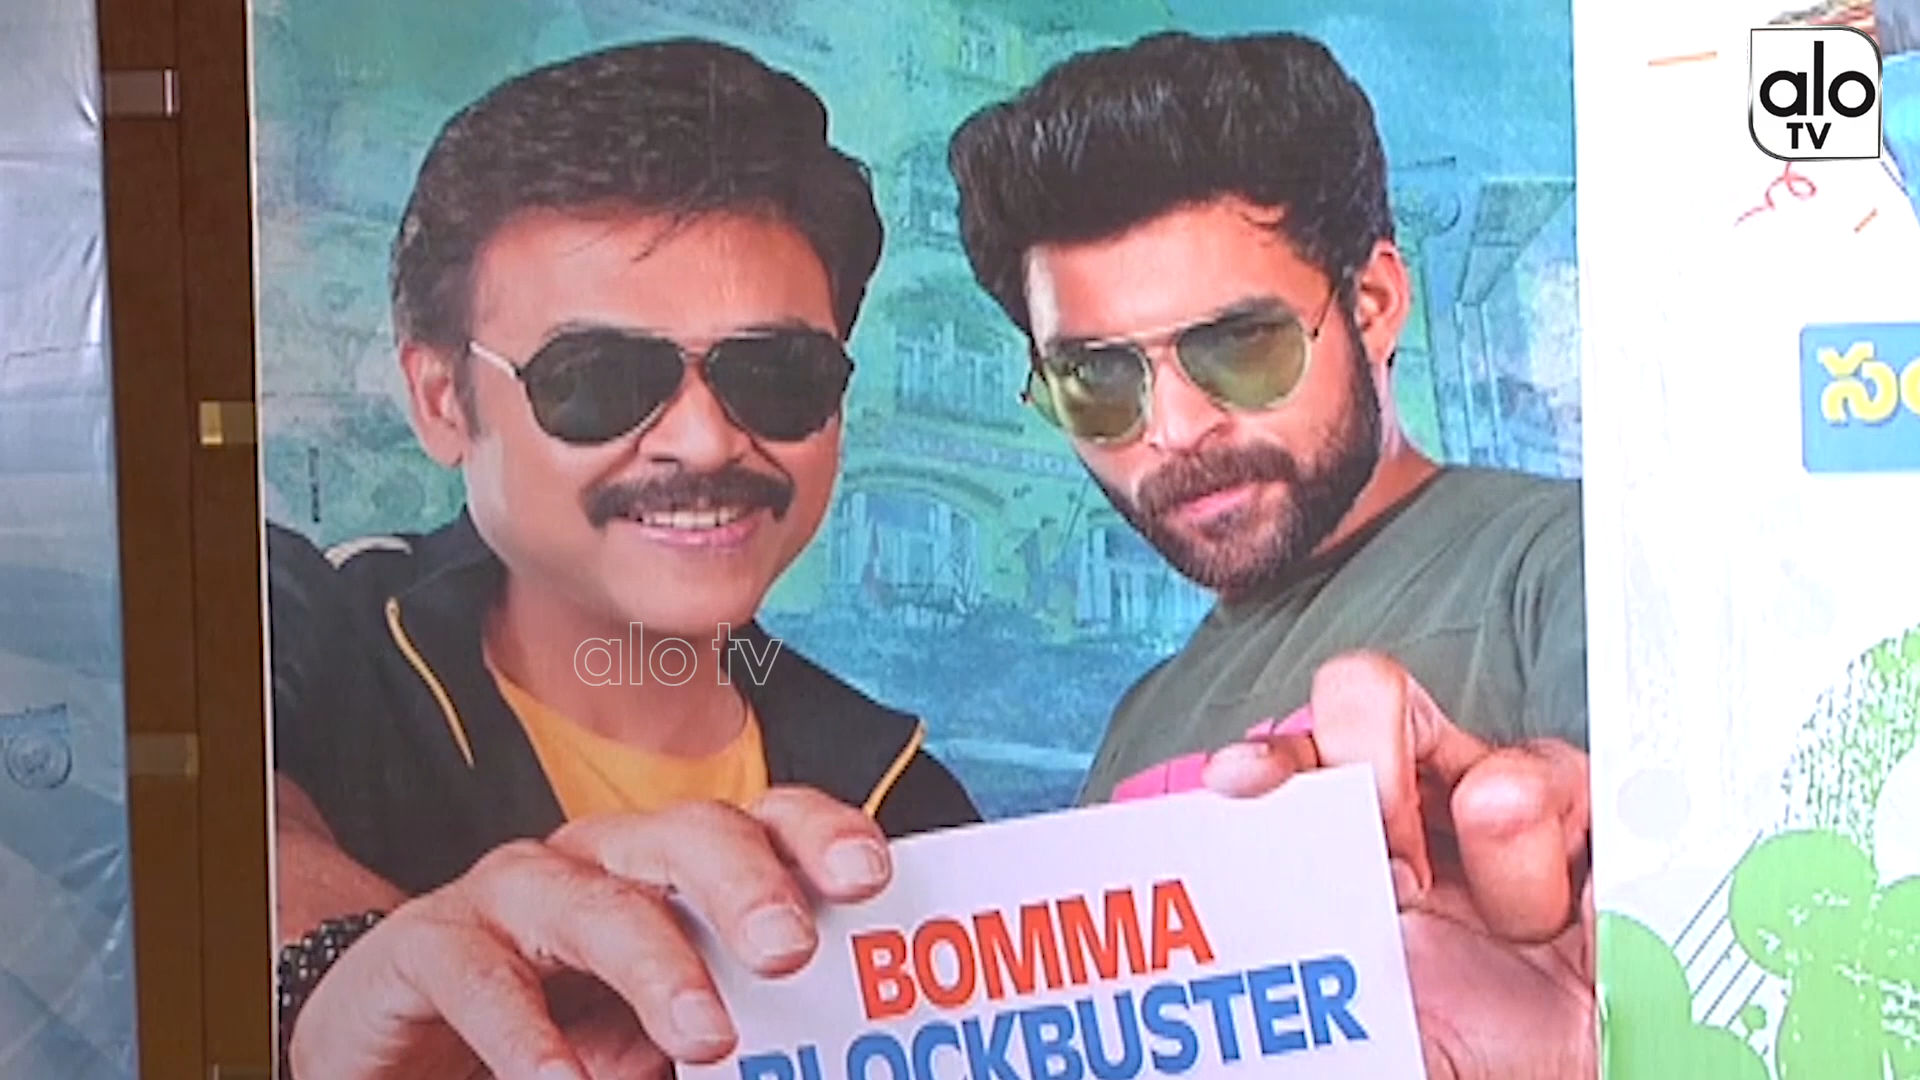 alo
TV
సం
alo tv
BOMMA
BLOCKBUSTER